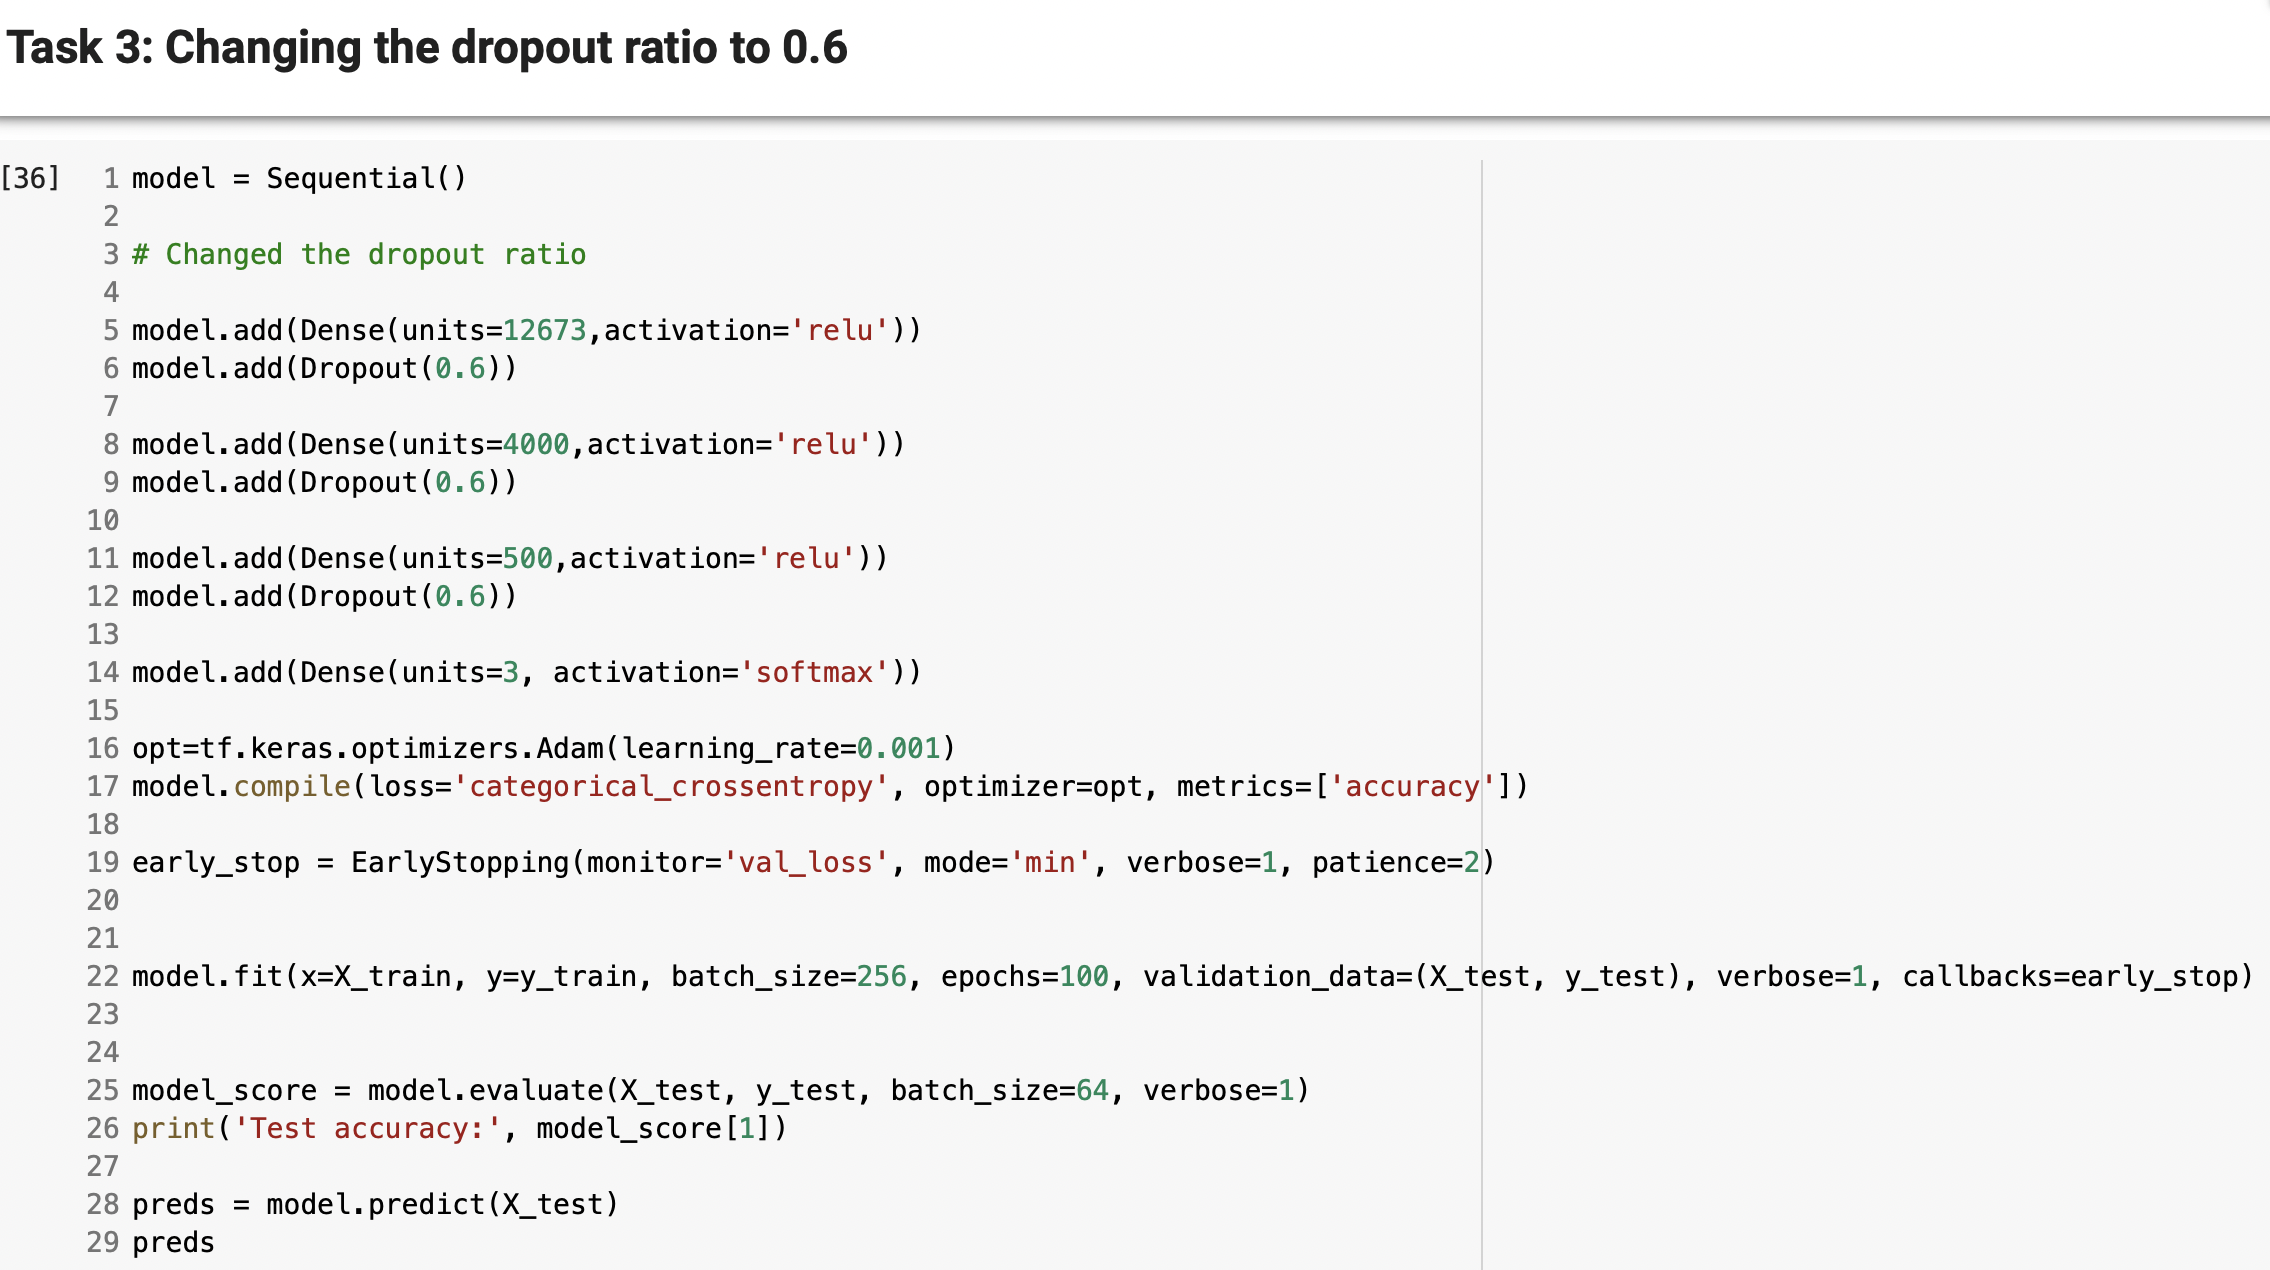 Task 3: Changing the dropout ratio to 0.6
[36] 1 model = Sequential()
2
3 # Changed the dropout ratio
4
5 model.add(Dense(units=12673,activation='relu'))
6 model.add(Dropout(0.6))
7
8 model.add(Dense(units=4000,activation='relu'))
9 model.add(Dropout(0.6))
10
11 model.add(Dense(units=500,activation='relu'))
12 model.add(Dropout(0.6))
13
14 model.add(Dense(units=3, activation='softmax'))
15
16 opt=tf.keras.optimizers.Adam(learning_rate=0.001)
17 model.compile(loss='categorical_crossentropy', optimizer=opt, metrics=['accuracy'])
18
19 early_stop = EarlyStopping(monitor='val_loss', mode='min', verbose=1, patience=2)
20
21
22 model.fit(x=X_train, y=y_train, batch_size=256, epochs=100, validation_data=(X_test, y_test), verbose=1, callbacks=early_stop)
23
24
25 model_score = model.evaluate(X_test, y_test, batch_size=64, verbose=1)
26 print('Test accuracy:', model_score[1])
27
28 preds = model.predict(X_test)
29 preds